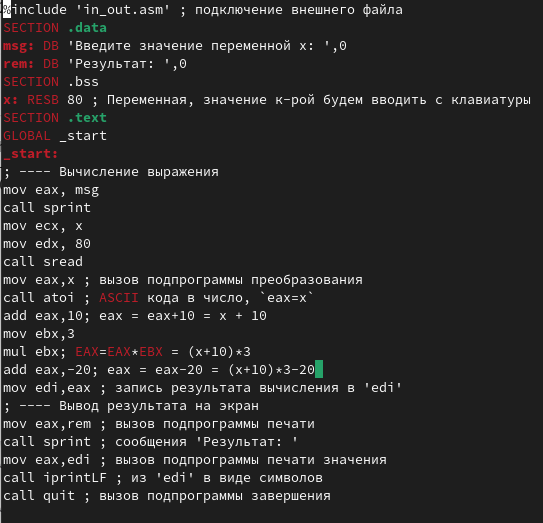 %include 'in_out.asm' ; подключение внешнего файла
SECTION .data
msg: DB 'Введите значение переменной x: ',0
rem: DB 'Результат: ',0
SECTION .bss
x: RESB 80 ; Переменная, значение к-рой будем вводить с клавиатуры
SECTION .text
GLOBAL _start
_start:
; ---- Вычисление выражения
mov eax, msg
call sprint
mov ecx, x
mov edx, 80
call sread
mov eax,x ; вызов подпрограммы преобразования
call atoi ; ASCII кода в число, `eax=x`
add eax,10; eax = eax+10 = x + 10
mov ebx,3
mul ebx; EAX=EAX*EBX = (x+10)*3
add eax,-20; eax = eax-20 = (x+10)*3-20
mov edi,eax ; запись результата вычисления в 'edi'
; ---- Вывод результата на экран
mov eax,rem ; вызов подпрограммы печати
call sprint ; сообщения 'Результат: '
mov eax,edi ; вызов подпрограммы печати значения
call iprintLF ; из 'edi' в виде символов
call quit ; вызов подпрограммы завершения